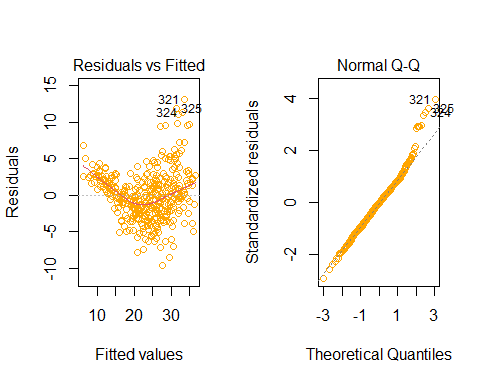 Residuals vs Fitted
Residuals
15
10
5
0
-5
-10
321
324
325
10 20 30
Fitted values
Normal Q-Q
Standardized residuals
4
2
0
-2
321
325
324
-3 -1 1 3
Theoretical Quantiles